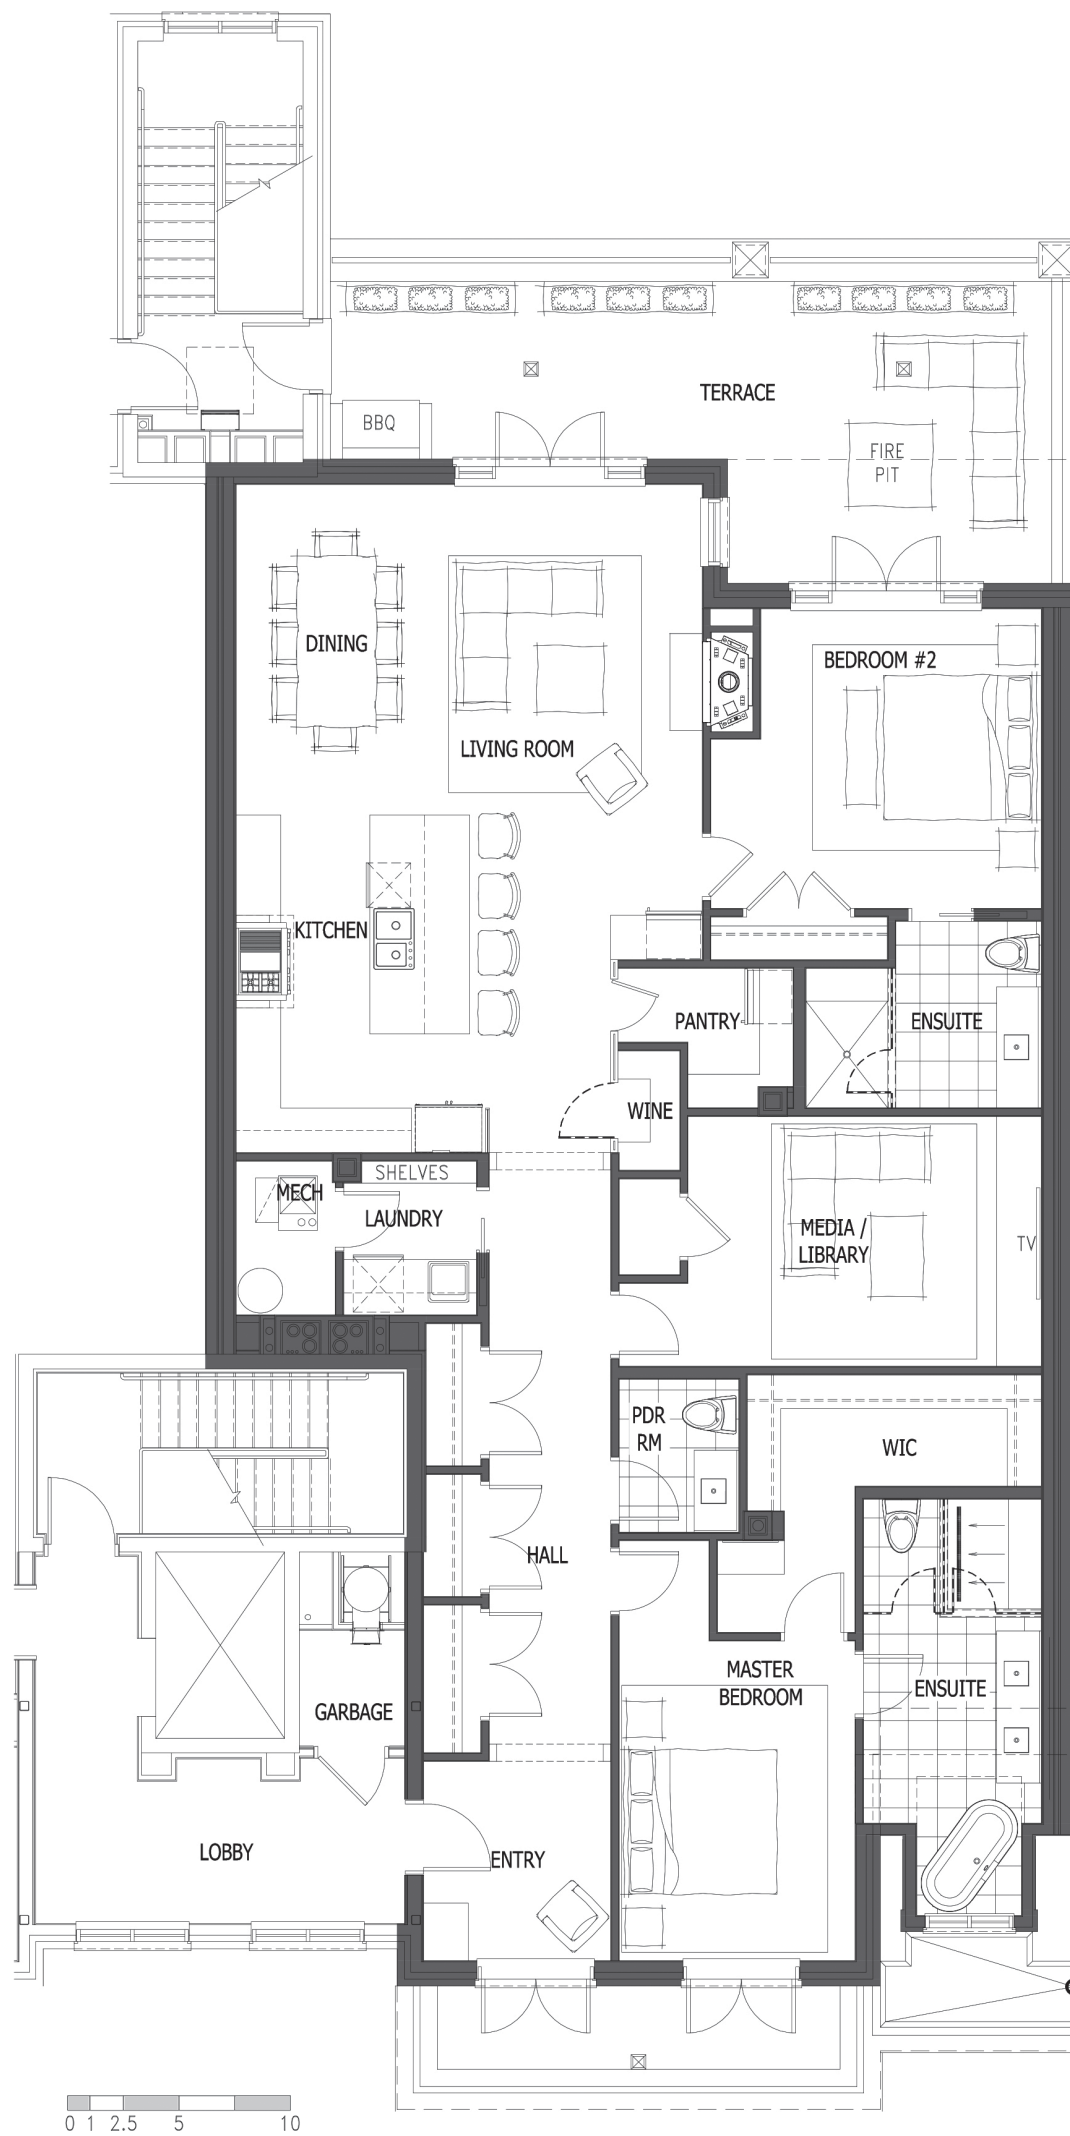 TERRACE
BBQ
FIRE
PIT
DINING
BEDROOM #2
LIVING ROOM
KITCHEN
PANTRY
ENSUITE
WINE
SHELVES
MECH
LAUNDRY
MEDIA /
LIBRARY
TV
PDR
RM
WIC
HALL
MASTER
BEDROOM
ENSUITE
GARBAGE
LOBBY
ENTRY
0 1 2.5 5 10